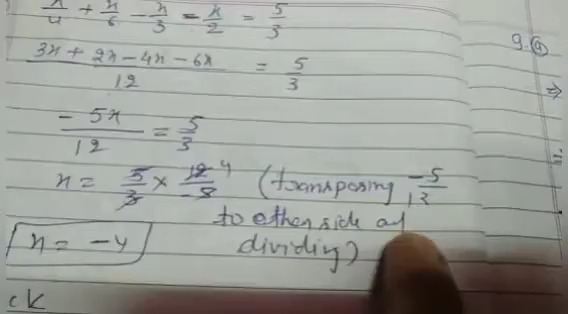 x/4 + x/6 - x/3 = x/2 = 5/3
9.(a)
3x + 2x - 4x - 6x / 12 = 5/3
⇒
- 5x / 12 = 5/3
x = 5/3 × 12/-5 4 (transposing -5/12
to other side and
dividing)
x = -4